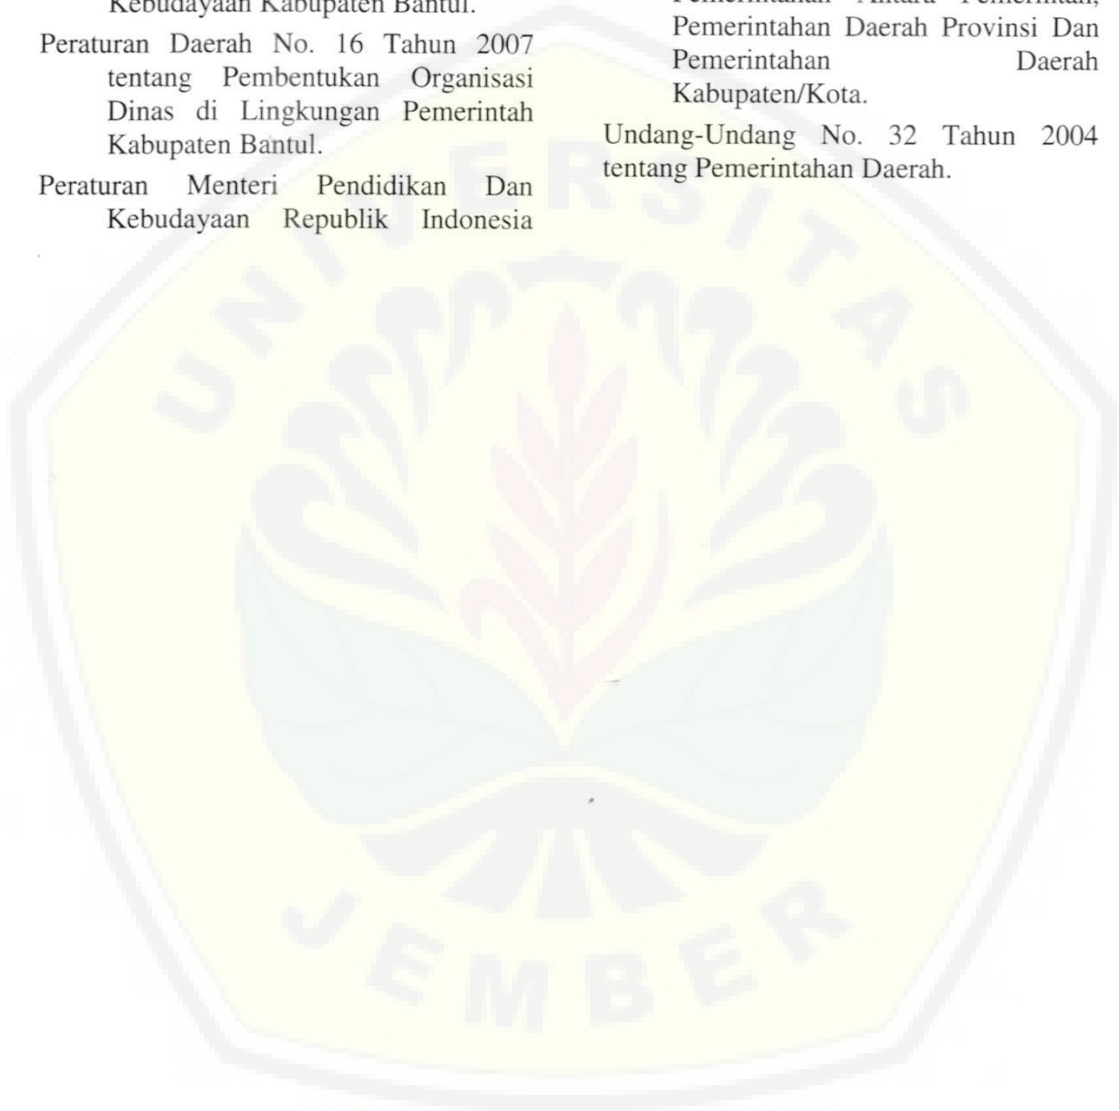 Kebudayaan Kabupaten Bantul.
Peraturan Daerah No. 16 Tahun 2007
tentang Pembentukan Organisasi
Dinas di Lingkungan Pemerintah
Kabupaten Bantul.
Peraturan Menteri Pendidikan Dan
Kebudayaan Republik Indonesia
Pemerintahan Antara Pemerintah,
Pemerintahan Daerah Provinsi Dan
Pemerintahan Daerah
Kabupaten/Kota.
Undang-Undang No. 32 Tahun 2004
tentang Pemerintahan Daerah.
UNIVERSITAS
JEMBER